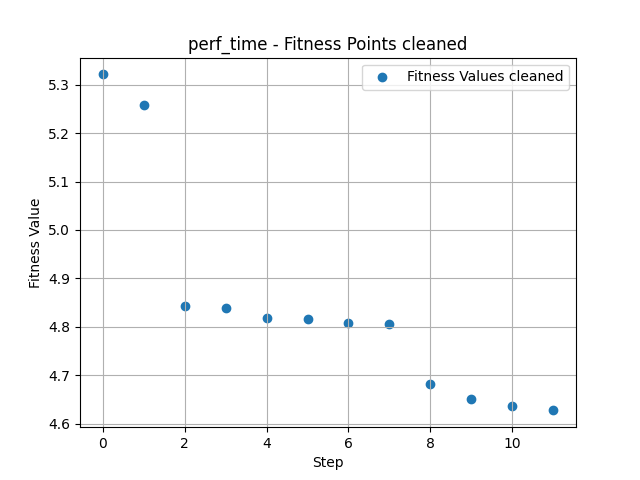 perf_time - Fitness Points cleaned
Fitness Values cleaned
Fitness Value
5.3
5.2
5.1
5.0
4.9
4.8
4.7
4.6
0 2 4 6 8 10
Step